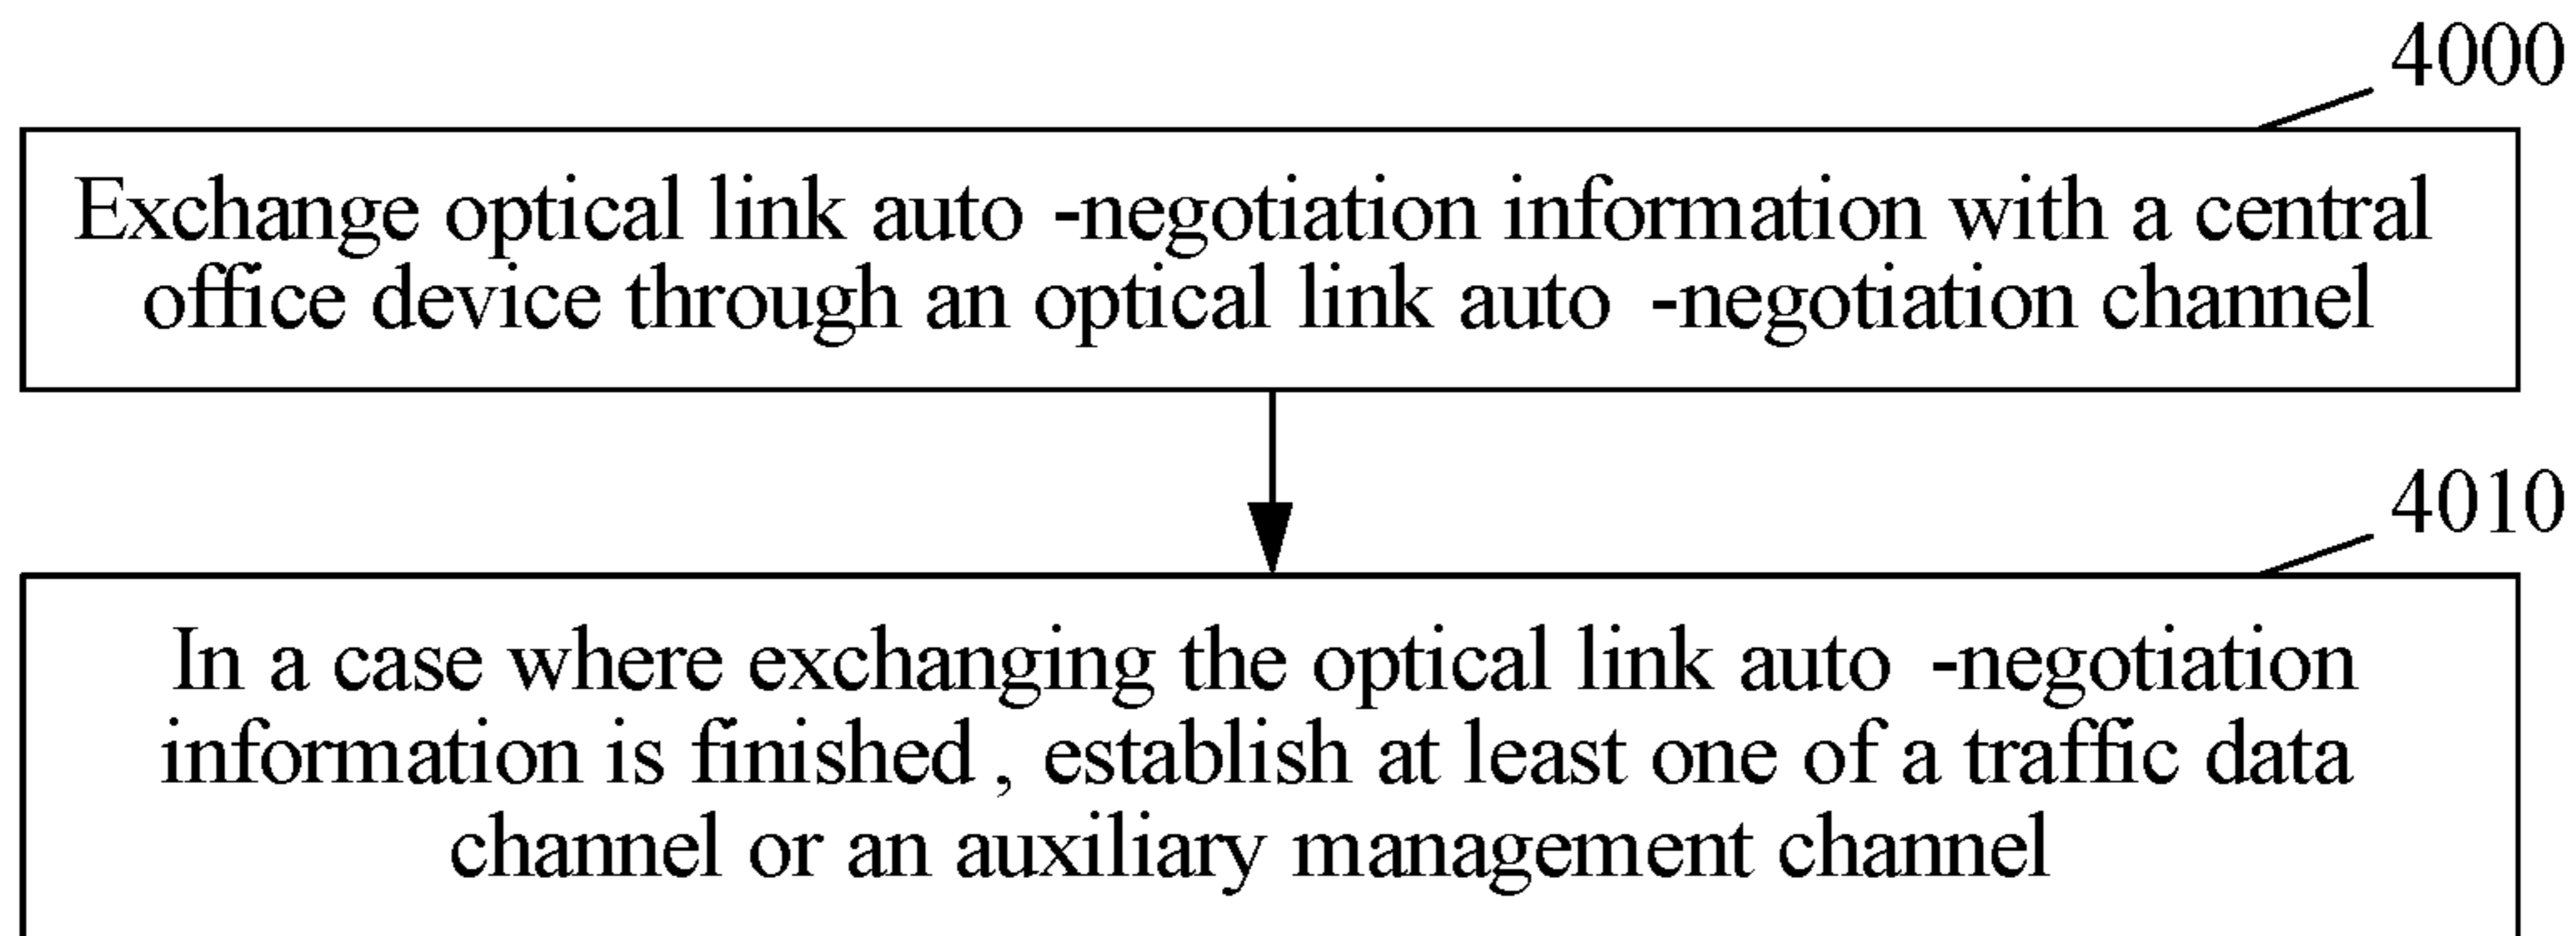 4000
Exchange optical link auto -negotiation information with a central
office device through an optical link auto -negotiation channel
4010
In a case where exchanging the optical link auto -negotiation
information is finished , establish at least one of a traffic data
channel or an auxiliary management channel